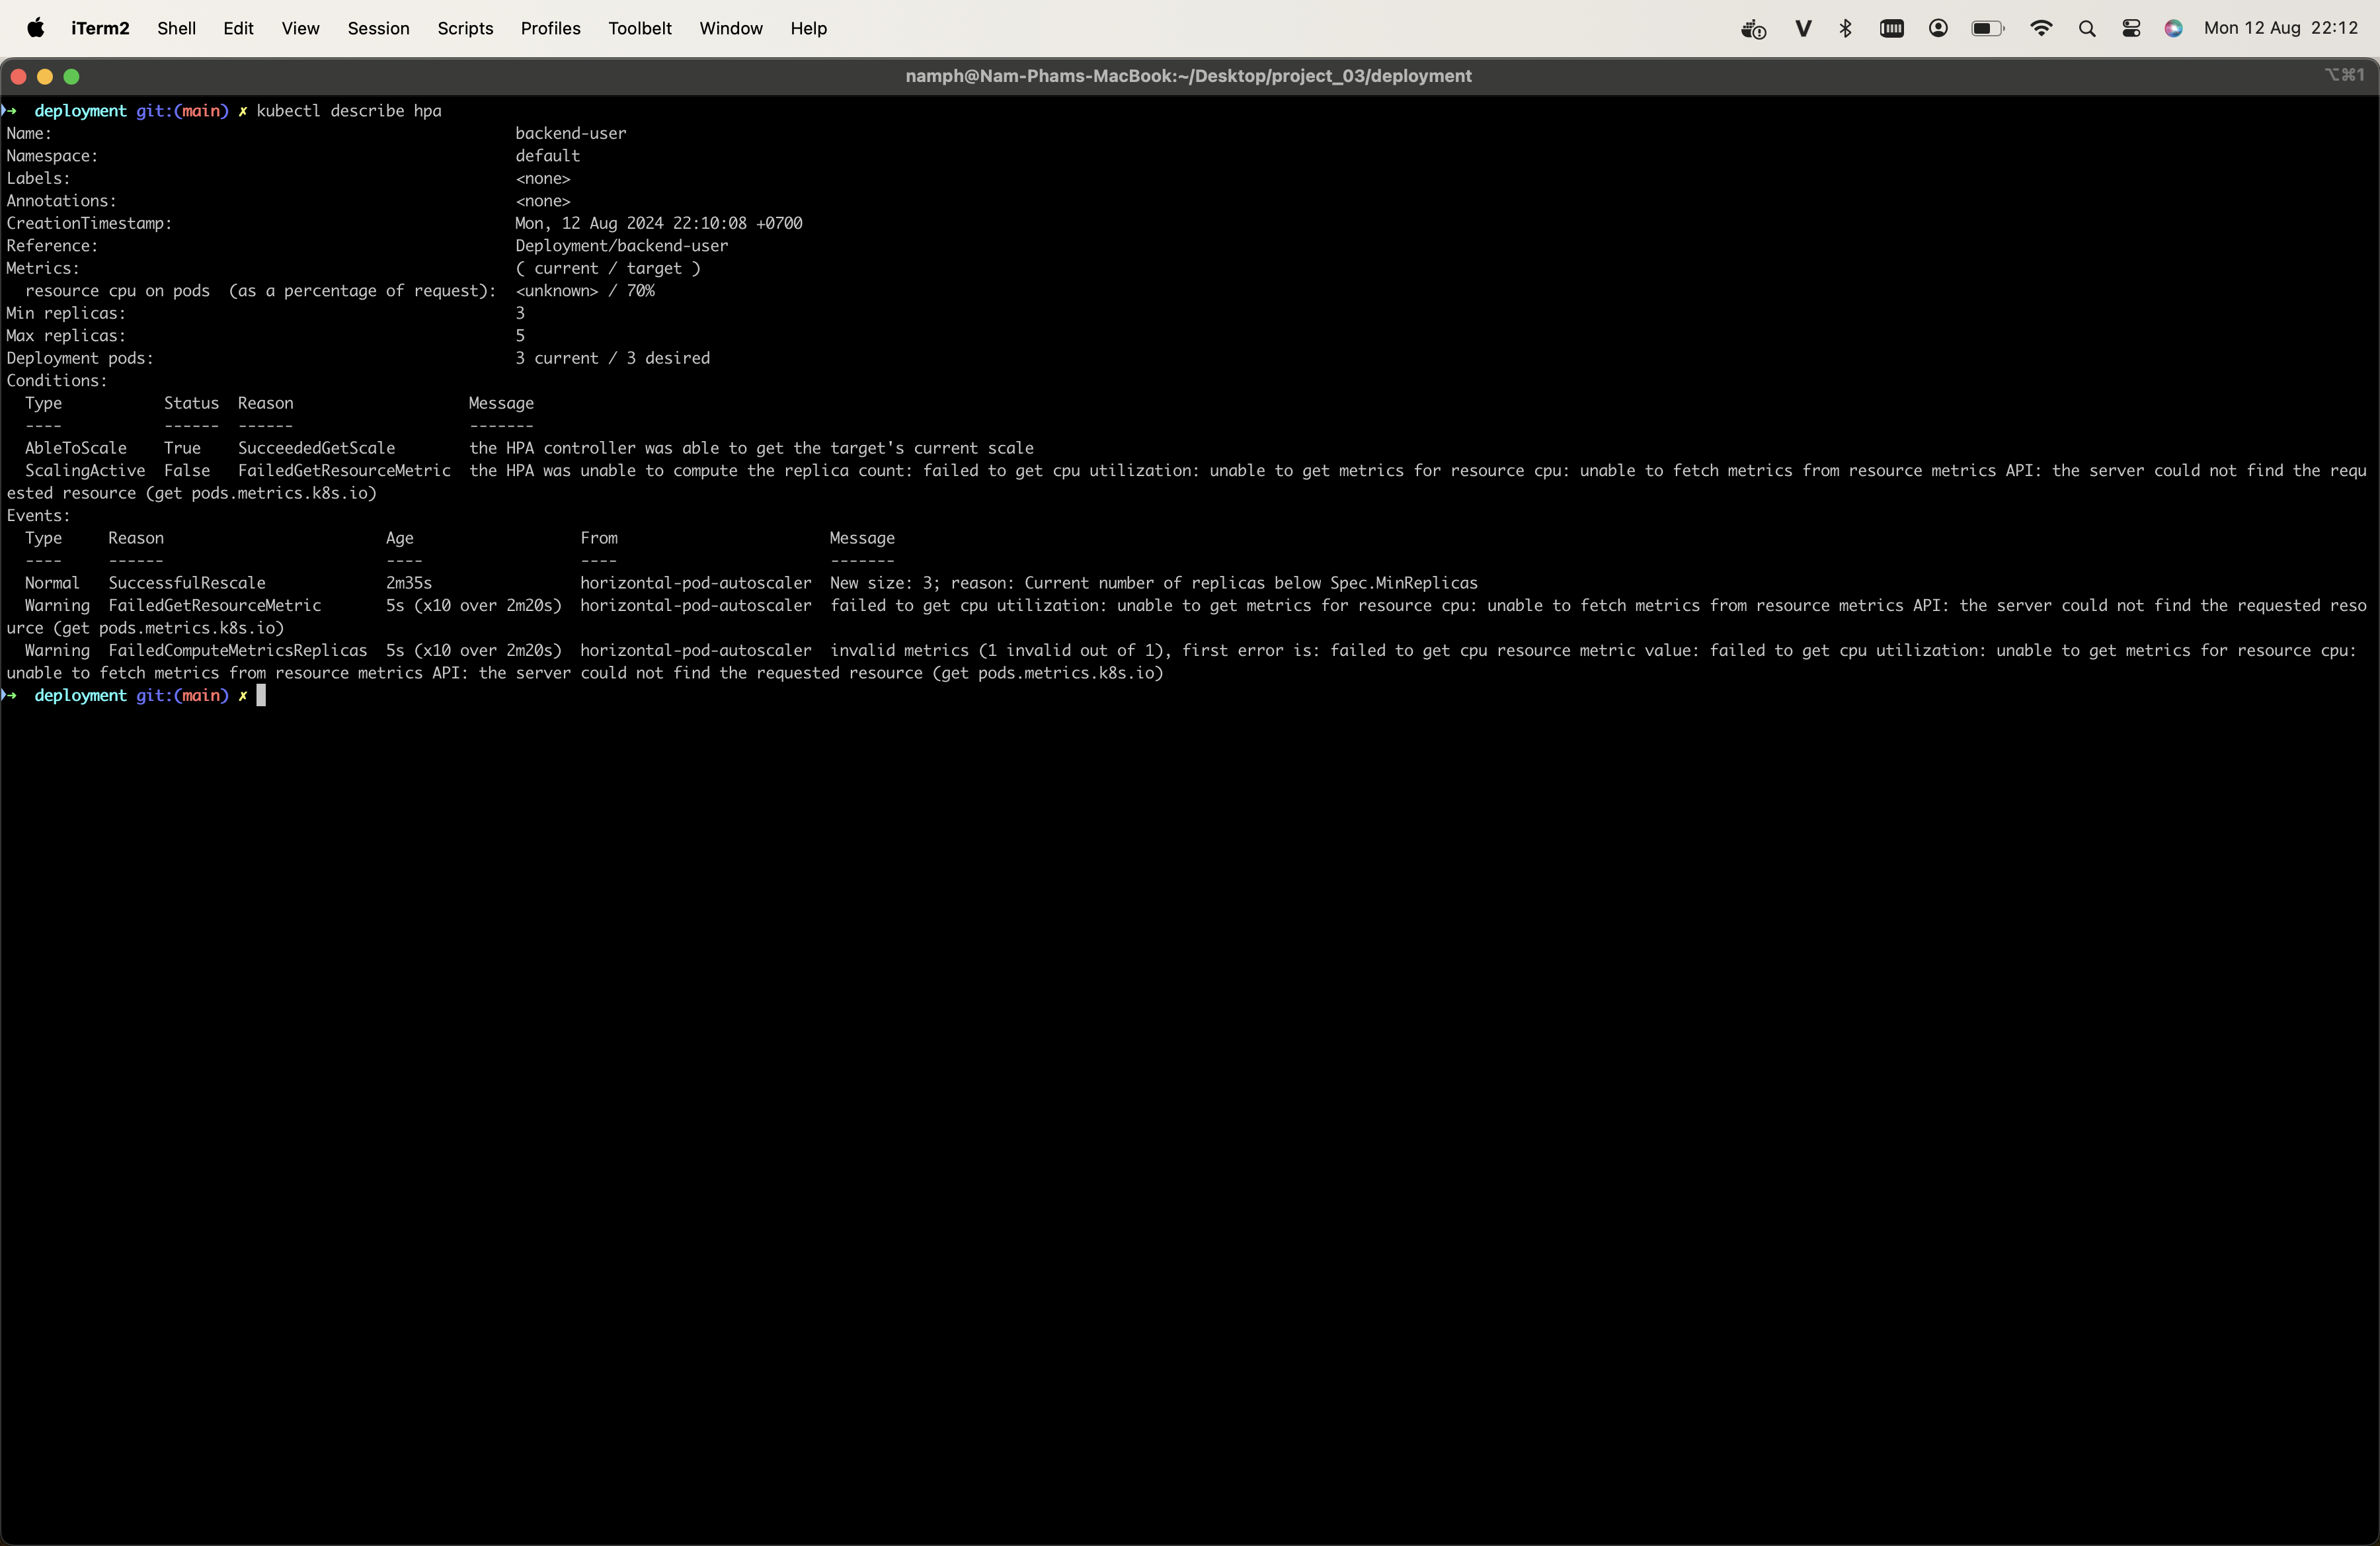 iTerm2 Shell Edit View Session Scripts Profiles Toolbelt Window Help Mon 12 Aug 22:12
namph@Nam-Phams-MacBook:~/Desktop/project_03/deployment ⌥⌘1
→ deployment git:(main) ✗ kubectl describe hpa
Name: backend-user
Namespace: default
Labels: <none>
Annotations: <none>
CreationTimestamp: Mon, 12 Aug 2024 22:10:08 +0700
Reference: Deployment/backend-user
Metrics: ( current / target )
resource cpu on pods (as a percentage of request): <unknown> / 70%
Min replicas: 3
Max replicas: 5
Deployment pods: 3 current / 3 desired
Conditions:
Type Status Reason Message
---- ------ ------ -------
AbleToScale True SucceededGetScale the HPA controller was able to get the target's current scale
ScalingActive False FailedGetResourceMetric the HPA was unable to compute the replica count: failed to get cpu utilization: unable to get metrics for resource cpu: unable to fetch metrics from resource metrics API: the server could not find the requ
ested resource (get pods.metrics.k8s.io)
Events:
Type Reason Age From Message
---- ------ ---- ---- -------
Normal SuccessfulRescale 2m35s horizontal-pod-autoscaler New size: 3; reason: Current number of replicas below Spec.MinReplicas
Warning FailedGetResourceMetric 5s (x10 over 2m20s) horizontal-pod-autoscaler failed to get cpu utilization: unable to get metrics for resource cpu: unable to fetch metrics from resource metrics API: the server could not find the requested reso
urce (get pods.metrics.k8s.io)
Warning FailedComputeMetricsReplicas 5s (x10 over 2m20s) horizontal-pod-autoscaler invalid metrics (1 invalid out of 1), first error is: failed to get cpu resource metric value: failed to get cpu utilization: unable to get metrics for resource cpu:
unable to fetch metrics from resource metrics API: the server could not find the requested resource (get pods.metrics.k8s.io)
→ deployment git:(main) ✗